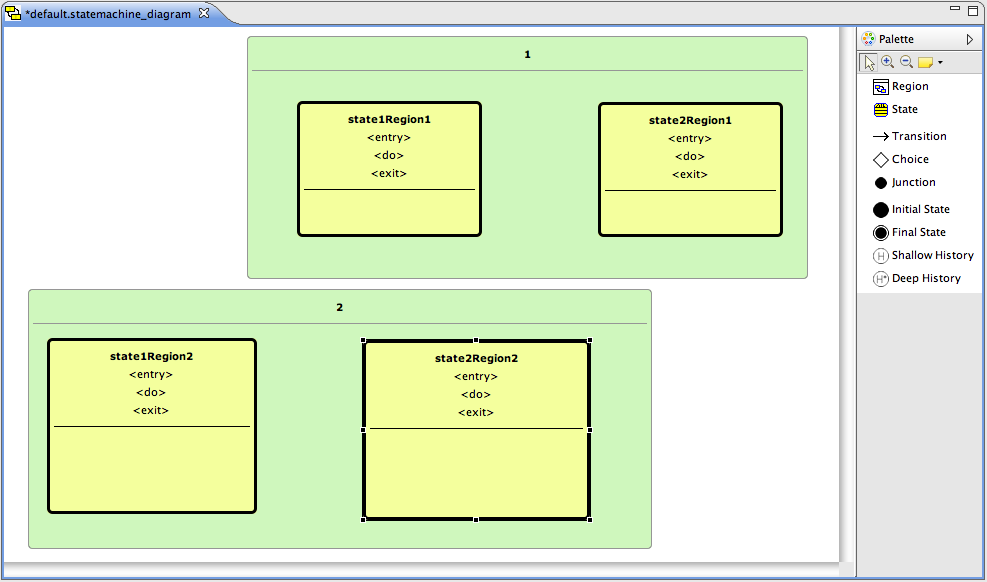 *default.statemachine_diagram
1
state1Region1
<entry>
<do>
<exit>
state2Region1
<entry>
<do>
<exit>
2
state1Region2
<entry>
<do>
<exit>
state2Region2
<entry>
<do>
<exit>
Palette
Region
State
Transition
Choice
Junction
Initial State
Final State
H Shallow History
H* Deep History